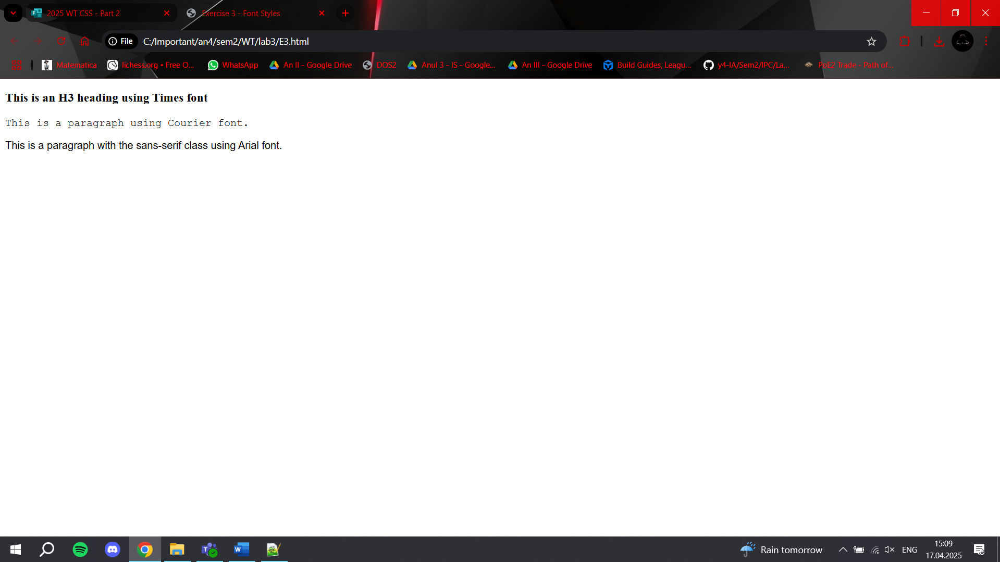 2025 WT CSS - Part 2
Exercise 3 - Font Styles
File C:/Important/an4/sem2/WT/lab3/E3.html
Matematica lichess.org • Free O... WhatsApp An II - Google Drive DOS2 Anul 3 - IS - Google... An III - Google Drive Build Guides, Leagu... y4-IA/Sem2/IPC/La... PoE2 Trade - Path of...
This is an H3 heading using Times font
This is a paragraph using Courier font.
This is a paragraph with the sans-serif class using Arial font.
Rain tomorrow ENG 15:09
17.04.2025